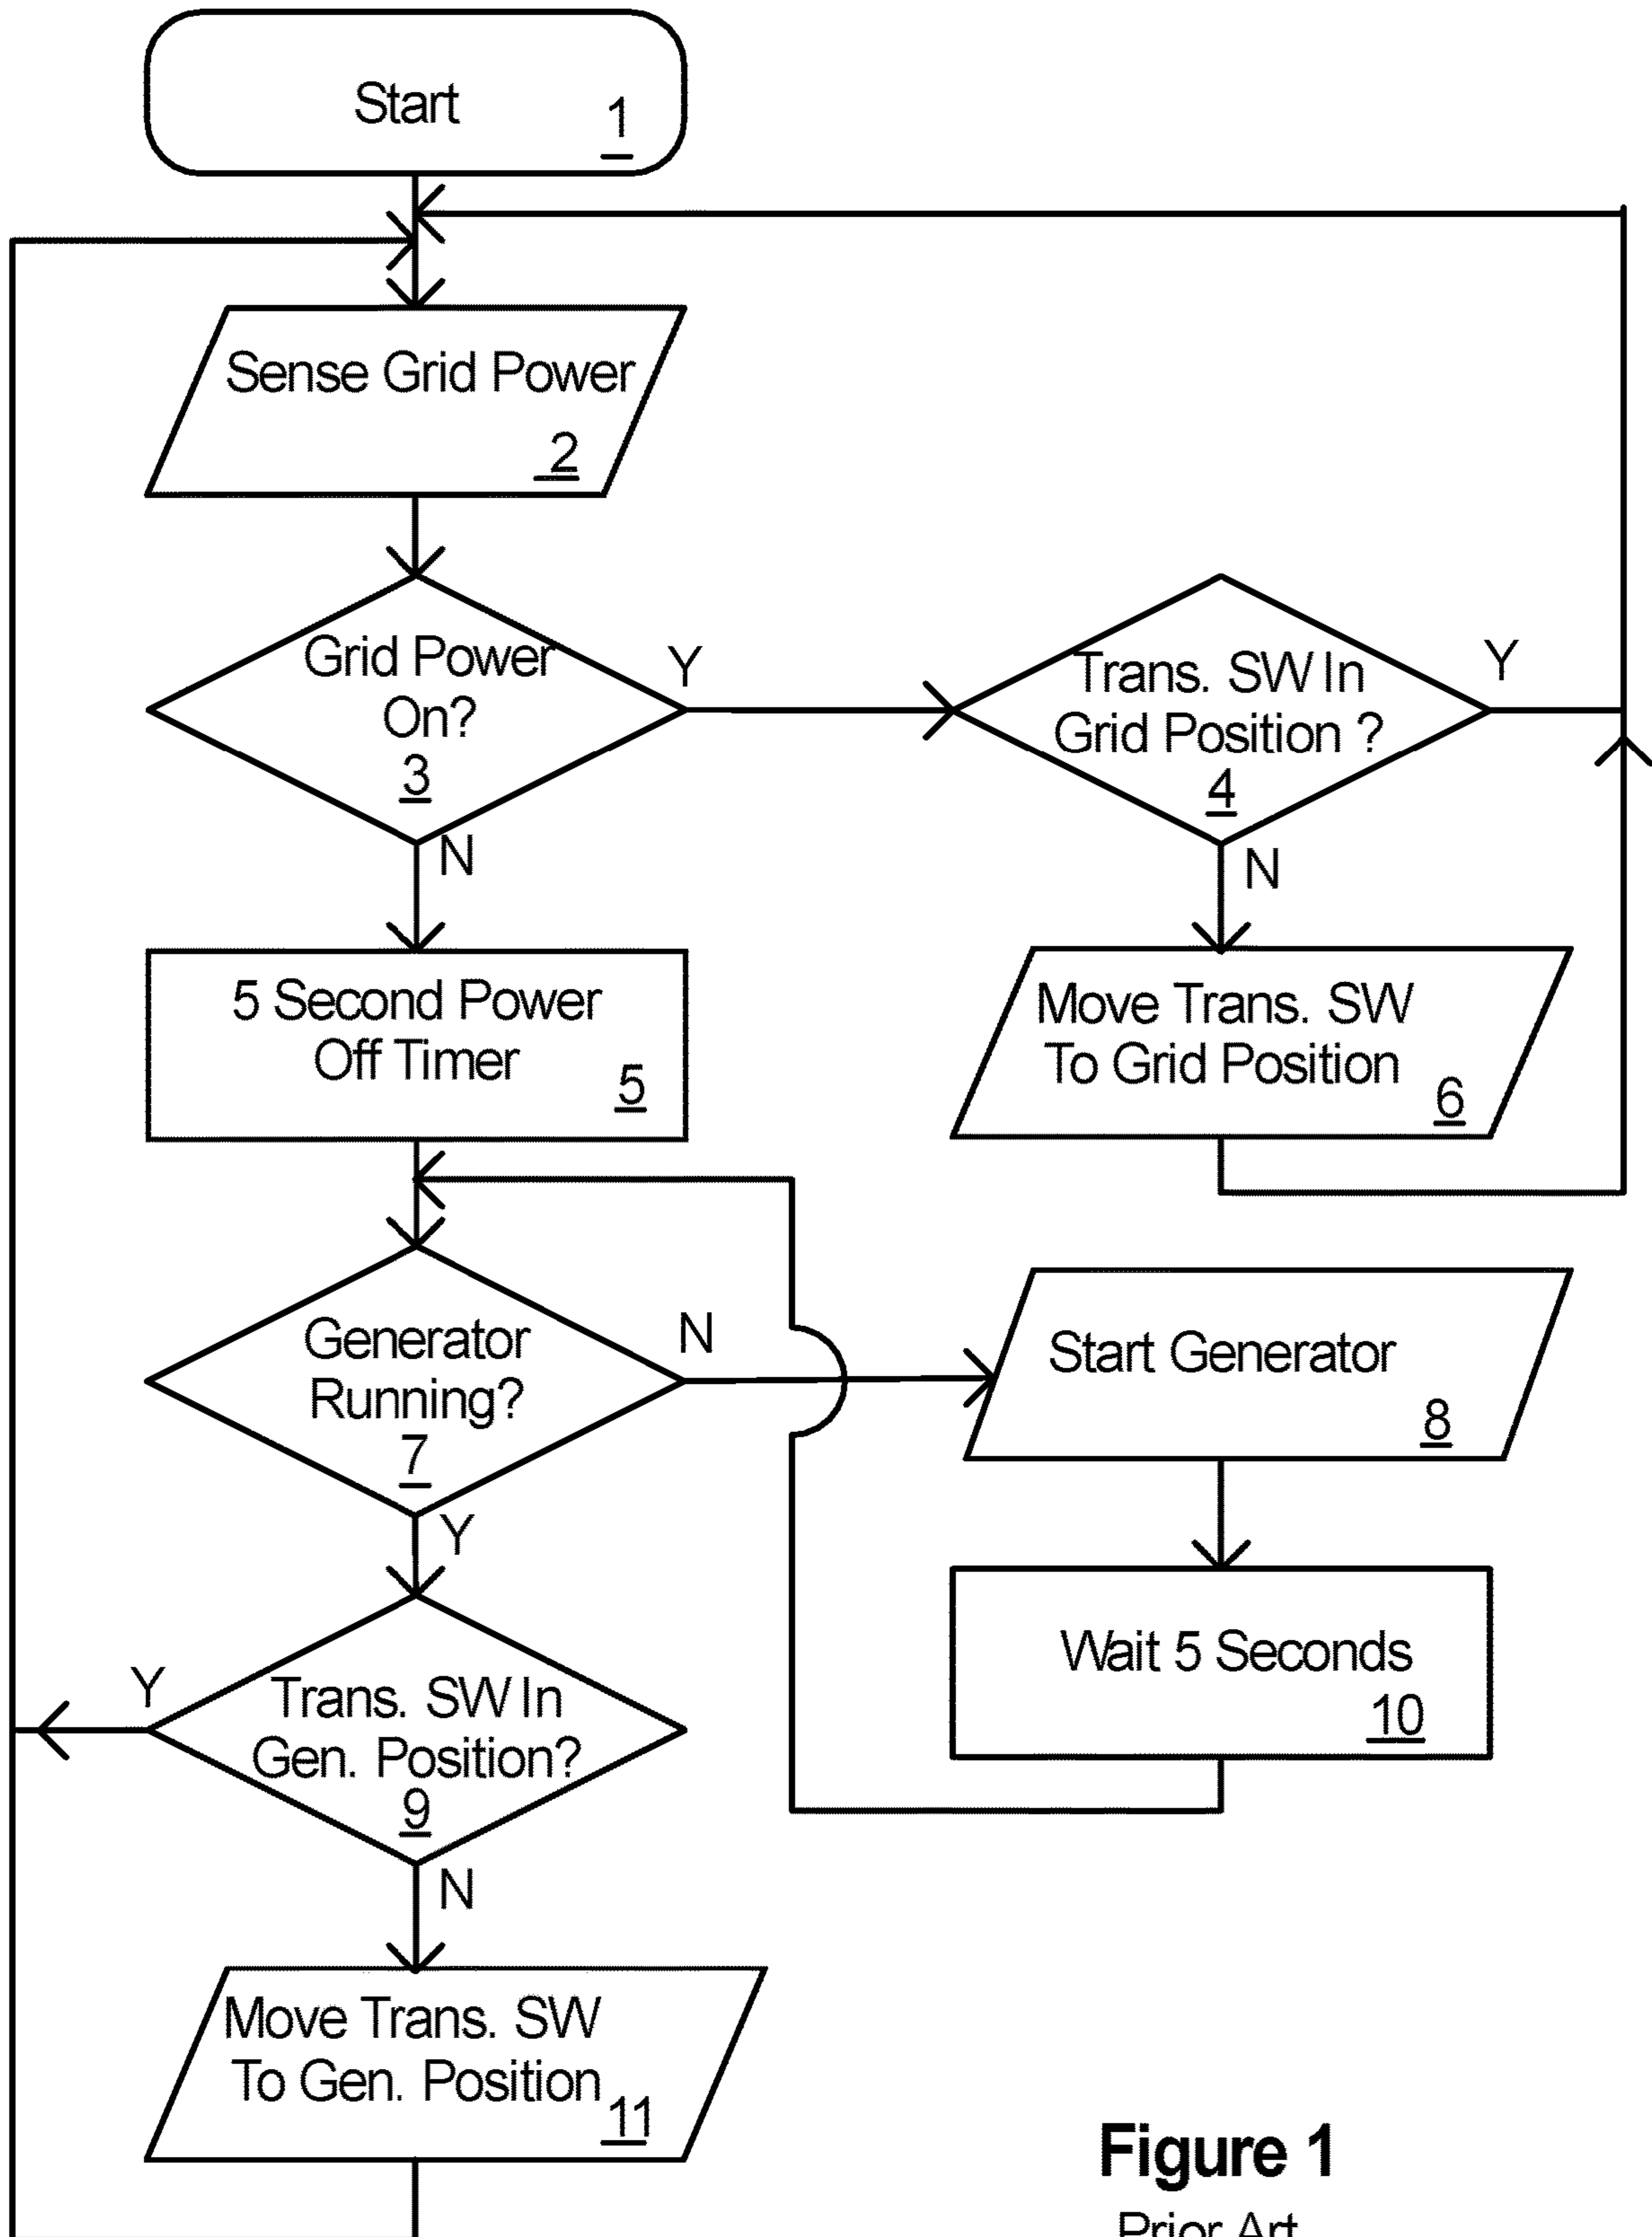 Start
1
Sense Grid Power
2
Grid Power
On?
3
Y
N
Trans. SW In
Grid Position ?
4
Y
N
5 Second Power
Off Timer
5
Move Trans. SW
To Grid Position
6
Generator
Running?
7
N
Y
Start Generator
8
Wait 5 Seconds
10
Trans. SW In
Gen. Position?
9
Y
N
Move Trans. SW
To Gen. Position
11
Figure 1
Prior Art